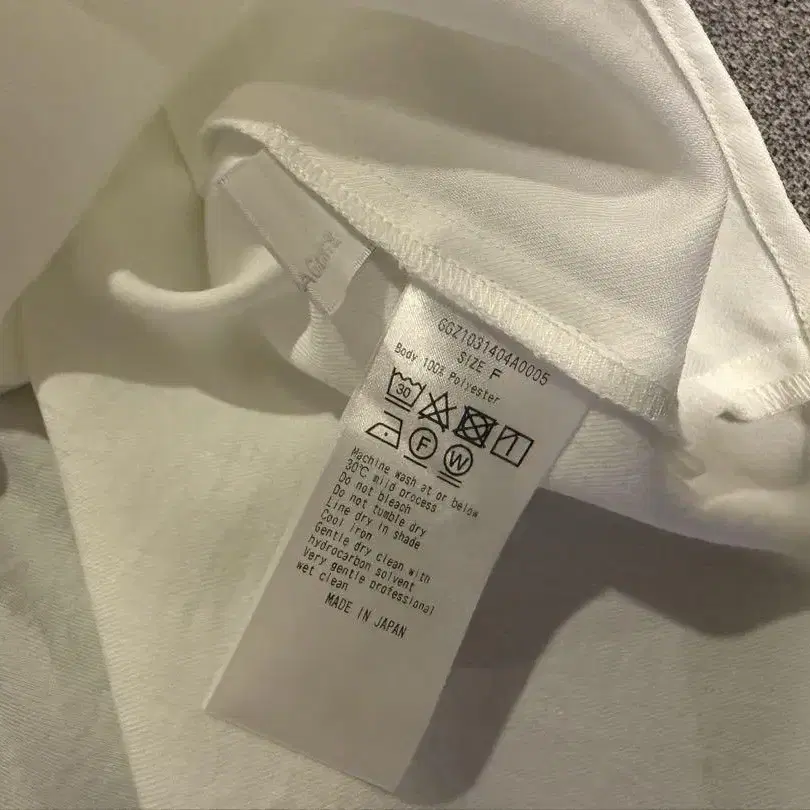 GGZ1031404A0005
SIZE F
Body 100% Polyester
30
F
W
Machine wash at or below
30℃ mild process
Do not bleach
Do not tumble dry
Line dry in shade
Cool iron
Gentle dry clean with
hydrocarbon solvent
Very gentle professional
wet clean
MADE IN JAPAN